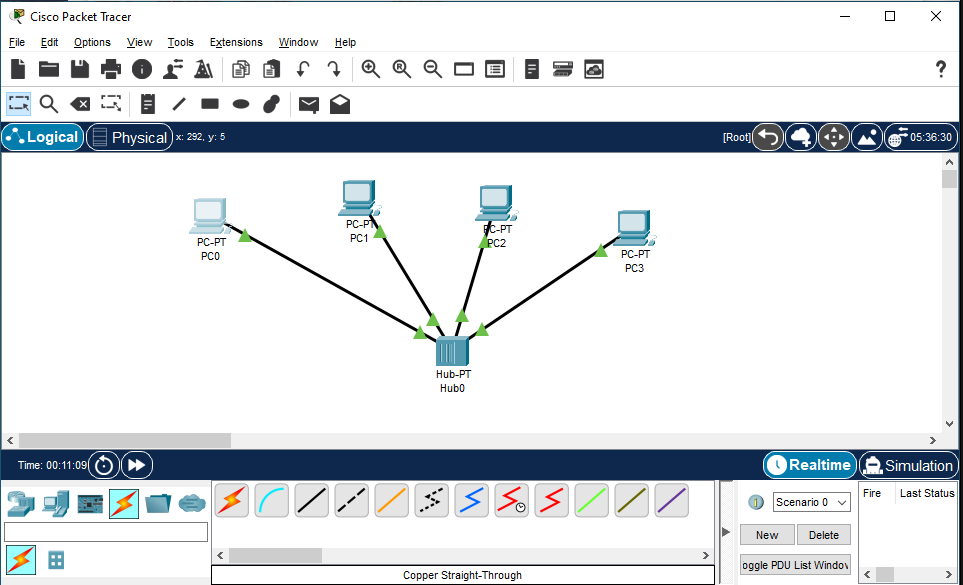 Cisco Packet Tracer
File Edit Options View Tools Extensions Window Help
Logical Physical x: 292, y: 5 [Root] 05:36:30
PC-PT
PC0
PC-PT
PC1
PC-PT
PC2
PC-PT
PC3
Hub-PT
Hub0
Time: 00:11:09 Realtime Simulation
Scenario 0 Fire Last Status
New Delete
oggle PDU List Window
Copper Straight-Through